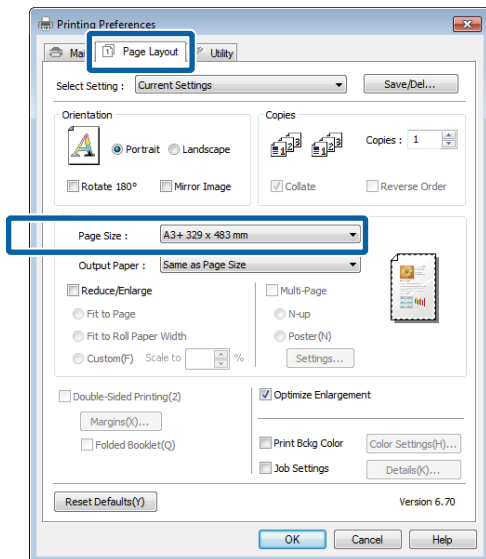 Printing Preferences
Mai Page Layout Utility
Select Setting : Current Settings Save/Del...
Orientation
Portrait Landscape
Rotate 180° Mirror Image
Copies
Copies : 1
Collate Reverse Order
Page Size : A3+ 329 x 483 mm
Output Paper : Same as Page Size
Reduce/Enlarge
Fit to Page
Fit to Roll Paper Width
Custom(F) Scale to %
Multi-Page
N-up
Poster(N)
Settings...
Double-Sided Printing(2)
Margins(X)...
Folded Booklet(Q)
Optimize Enlargement
Print Bckg Color Color Settings(H)...
Job Settings Details(K)...
Reset Defaults(Y) Version 6.70
OK Cancel Help